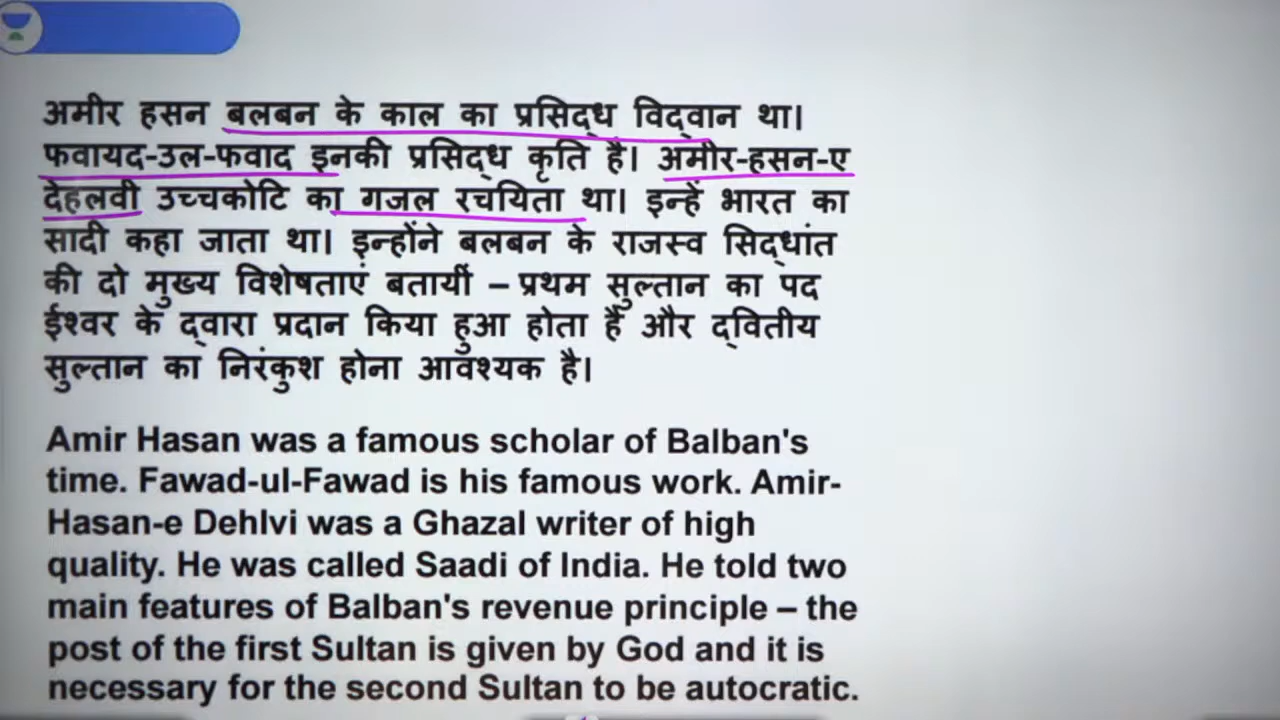 अमीर हसन बलबन के काल का प्रसिद्ध विद्वान था।
फवायद-उल-फवाद इनकी प्रसिद्ध कृति है। अमीर-हसन-ए
देहलवी उच्चकोटि का गजल रचयिता था। इन्हें भारत का
सादी कहा जाता था। इन्होंने बलबन के राजस्व सिद्धांत
की दो मुख्य विशेषताएं बतायीं – प्रथम सुल्तान का पद
ईश्वर के द्वारा प्रदान किया हुआ होता है और द्वितीय
सुल्तान का निरंकुश होना आवश्यक है।
Amir Hasan was a famous scholar of Balban's
time. Fawad-ul-Fawad is his famous work. Amir-
Hasan-e Dehlvi was a Ghazal writer of high
quality. He was called Saadi of India. He told two
main features of Balban's revenue principle – the
post of the first Sultan is given by God and it is
necessary for the second Sultan to be autocratic.